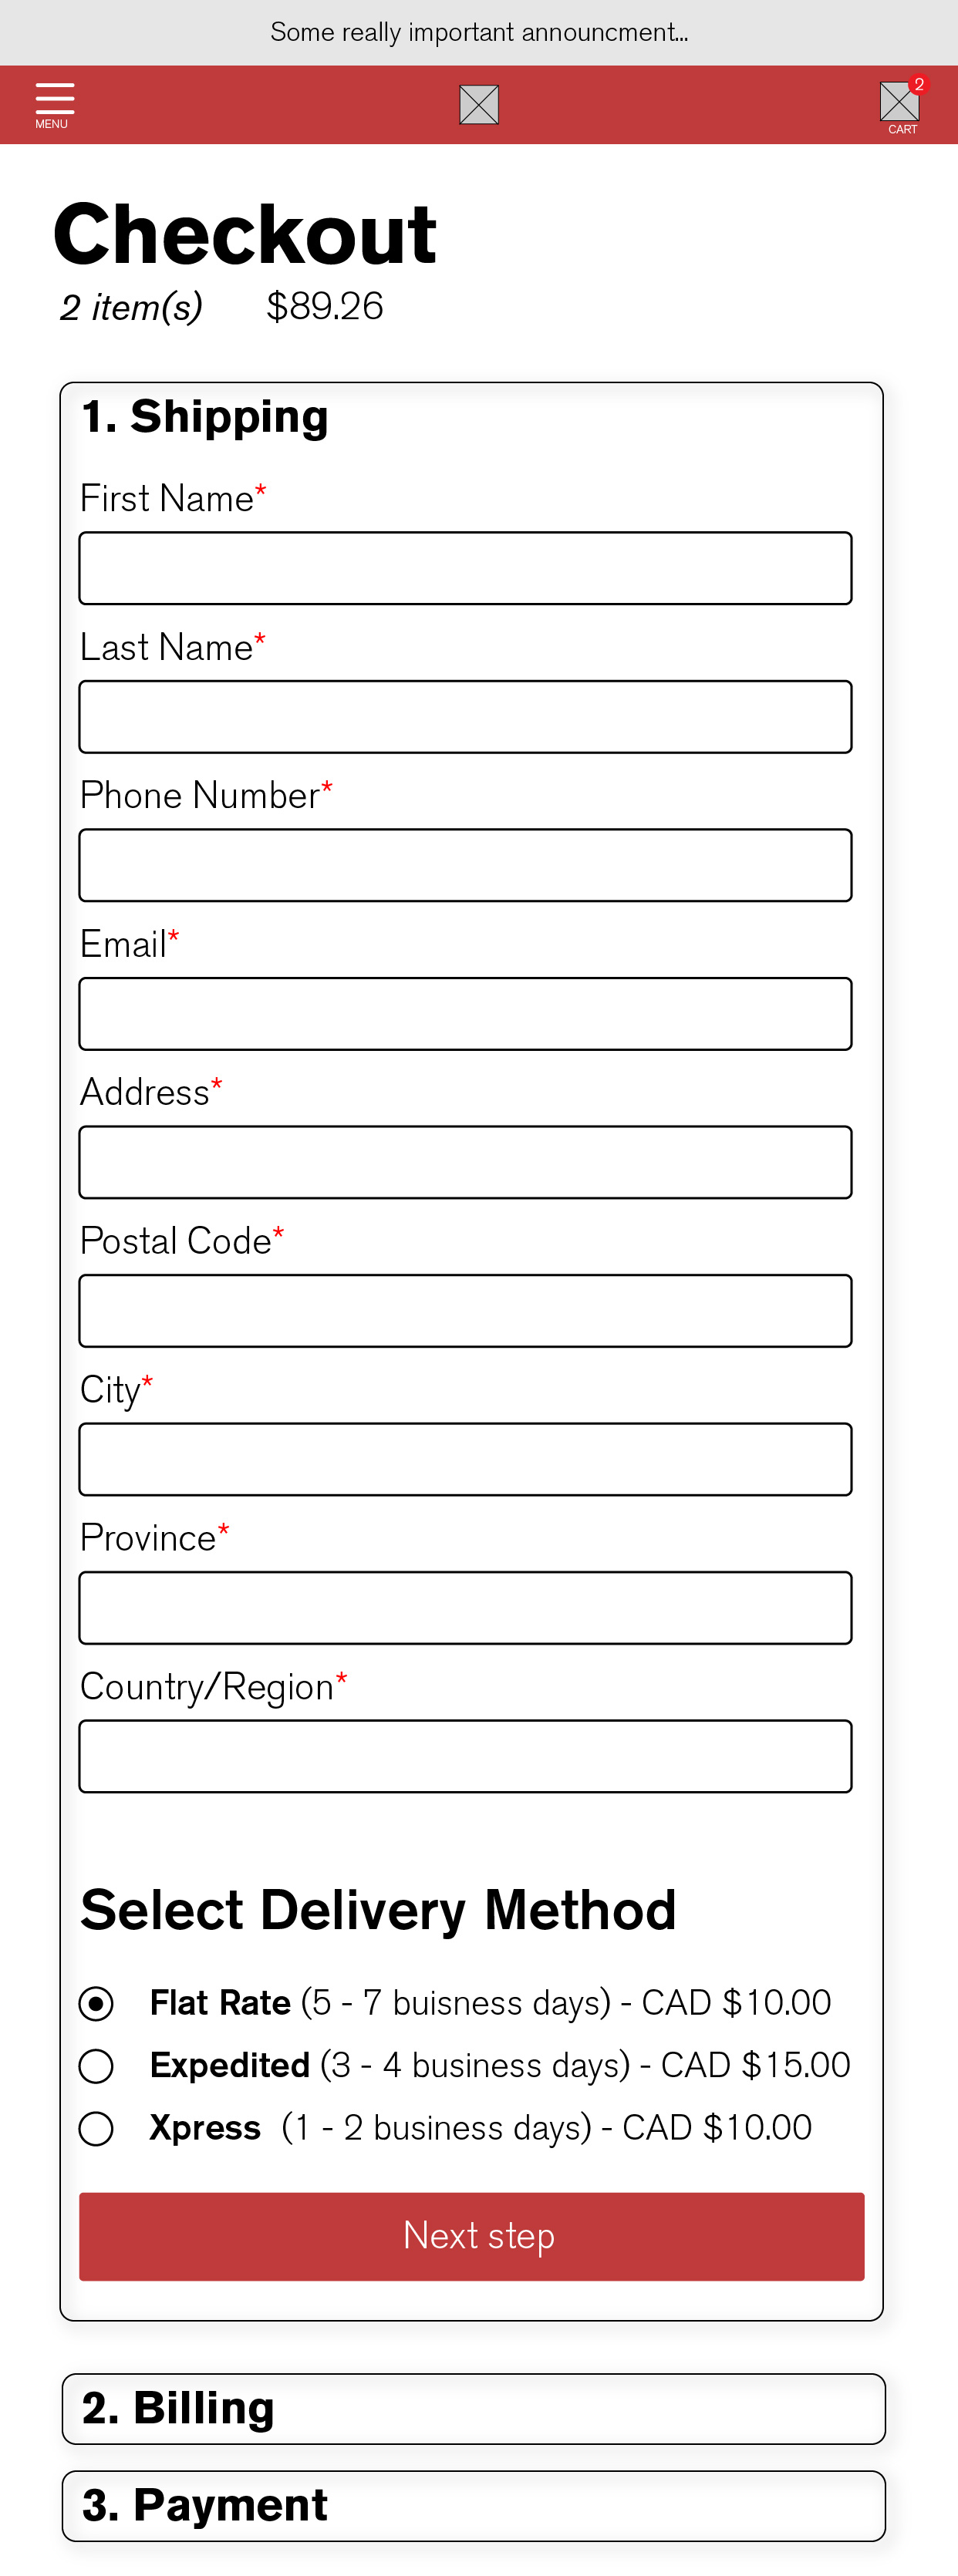 Some really important announcment...
MENU
2
CART
Checkout
2 item(s) $89.26
1. Shipping
First Name*
Last Name*
Phone Number*
Email*
Address*
Postal Code*
City*
Province*
Country/Region*
Select Delivery Method
Flat Rate (5 - 7 buisness days) - CAD $10.00
Expedited (3 - 4 business days) - CAD $15.00
Xpress (1 - 2 business days) - CAD $10.00
Next step
2. Billing
3. Payment